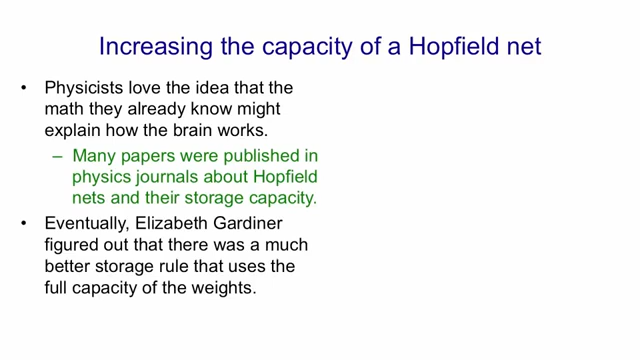 Increasing the capacity of a Hopfield net
• Physicists love the idea that the
math they already know might
explain how the brain works.
– Many papers were published in
physics journals about Hopfield
nets and their storage capacity.
• Eventually, Elizabeth Gardiner
figured out that there was a much
better storage rule that uses the
full capacity of the weights.